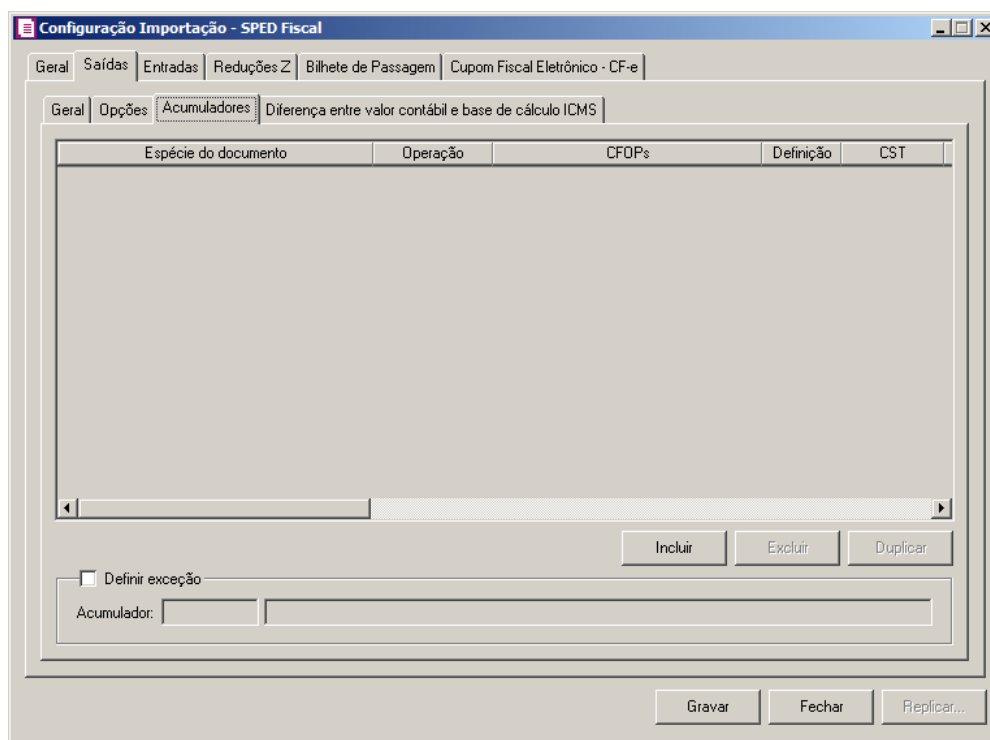 Configuração Importação - SPED Fiscal
Geral Saídas Entradas Reduções Z Bilhete de Passagem Cupom Fiscal Eletrônico - CF-e
Geral Opções Acumuladores Diferença entre valor contábil e base de cálculo ICMS
Espécie do documento Operação CFOPs Definição CST
Incluir Excluir Duplicar
Definir exceção
Acumulador:
Gravar Fechar Replicar...